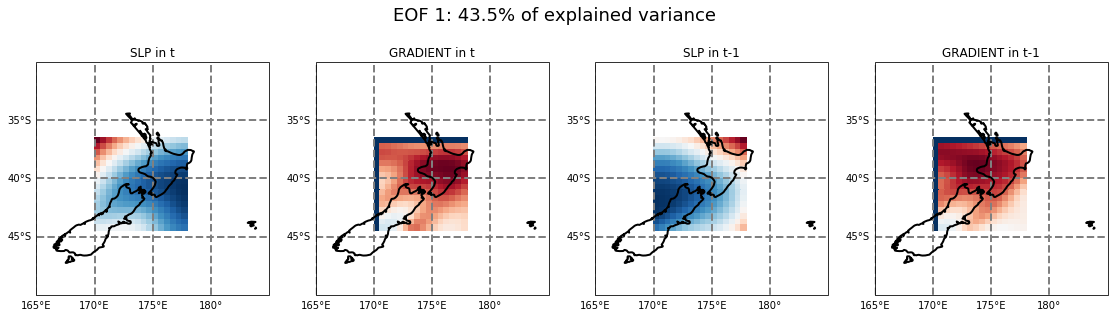 EOF 1: 43.5% of explained variance
SLP in t
GRADIENT in t
SLP in t-1
GRADIENT in t-1
35°S
40°S
45°S
165°E 170°E 175°E 180°
35°S
40°S
45°S
165°E 170°E 175°E 180°
35°S
40°S
45°S
165°E 170°E 175°E 180°
35°S
40°S
45°S
165°E 170°E 175°E 180°